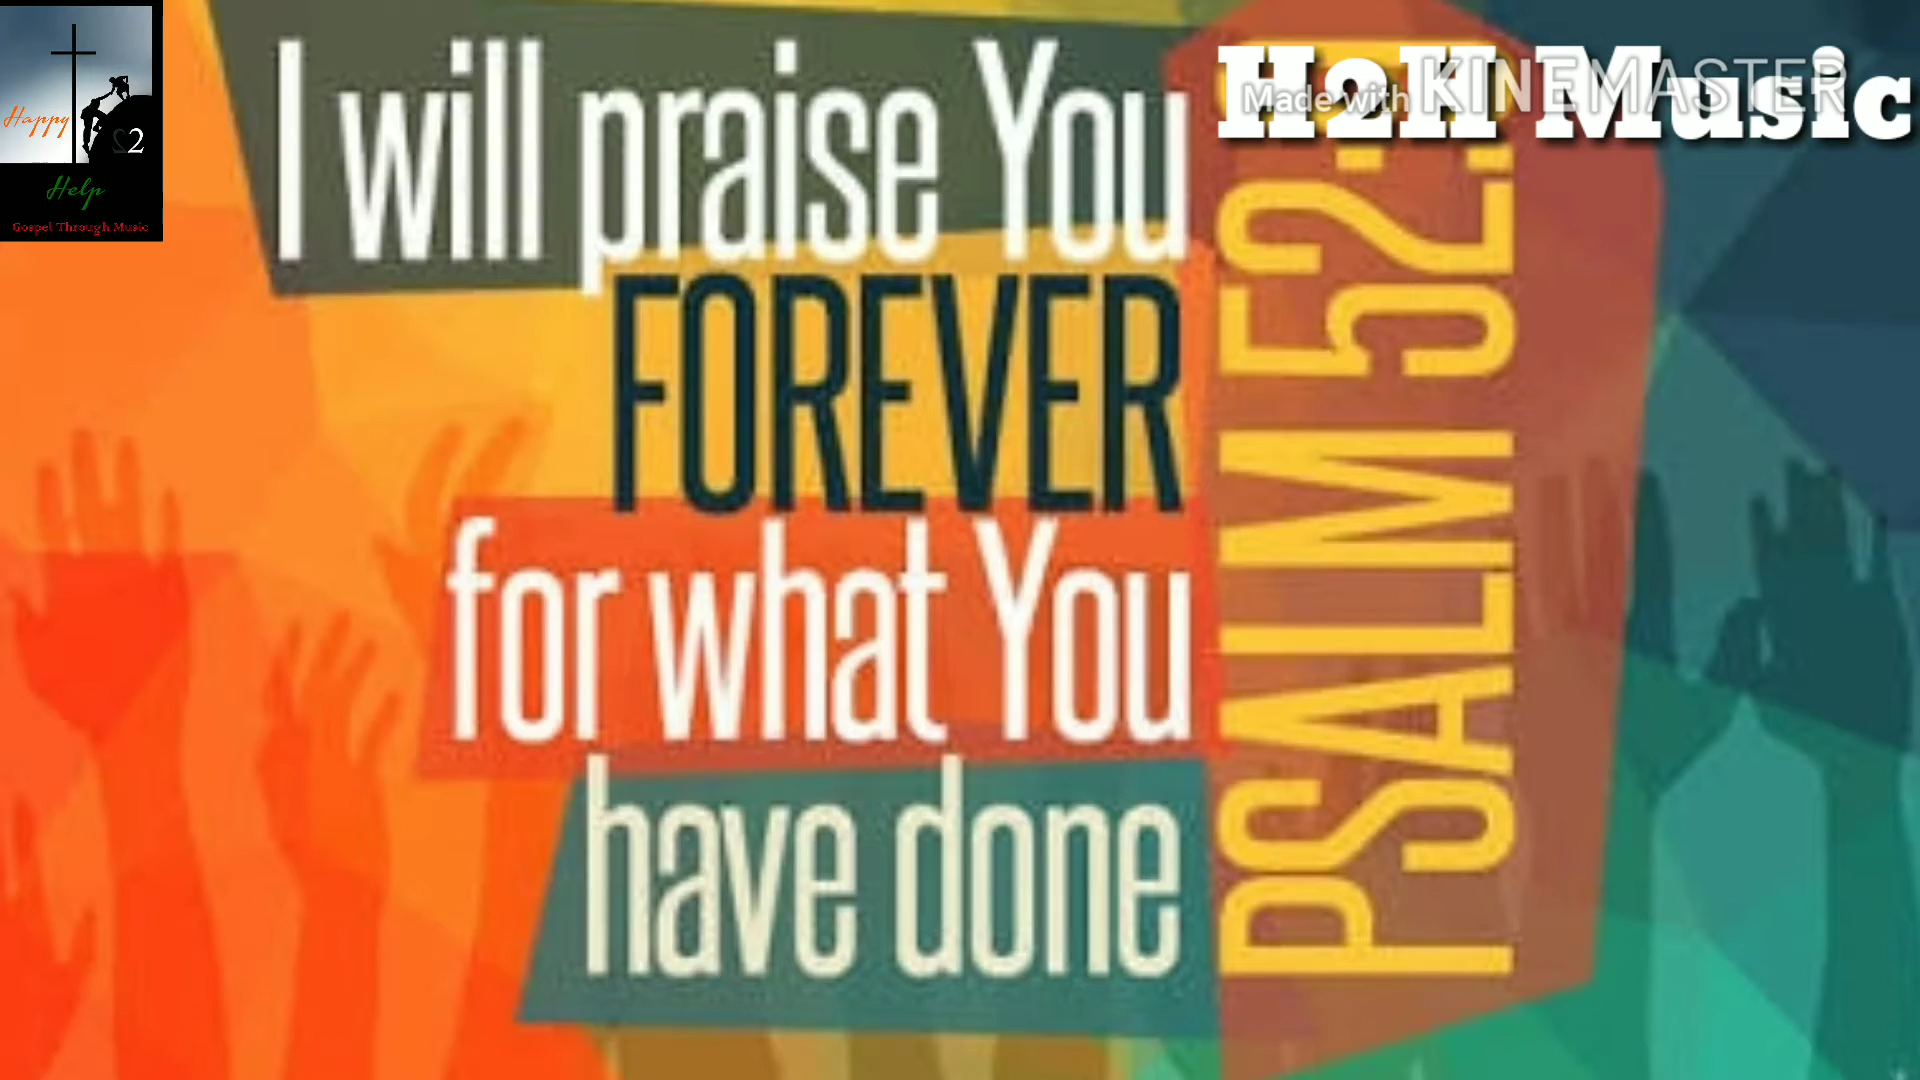 I will praise You
FOREVER
for what You
have done
PSALM 52:
H2H Music
Made with KINEMASTER
Happy
2
Help
Gospel Through Music